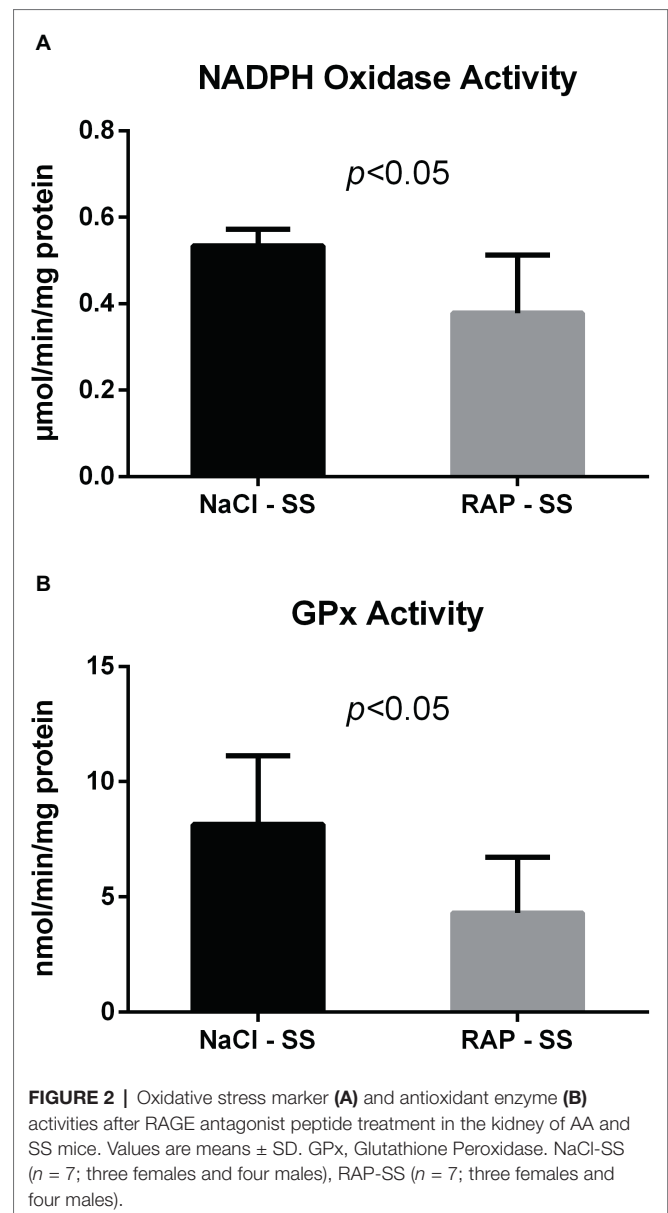 A
NADPH Oxidase Activity
µmol/min/mg protein
0.8
p<0.05
0.6
0.4
0.2
0.0
NaCl - SS RAP - SS
B
GPx Activity
nmol/min/mg protein
15
p<0.05
10
5
0
NaCl - SS RAP - SS
FIGURE 2 | Oxidative stress marker (A) and antioxidant enzyme (B)
activities after RAGE antagonist peptide treatment in the kidney of AA and
SS mice. Values are means ± SD. GPx, Glutathione Peroxidase. NaCl-SS
(n = 7; three females and four males), RAP-SS (n = 7; three females and
four males).